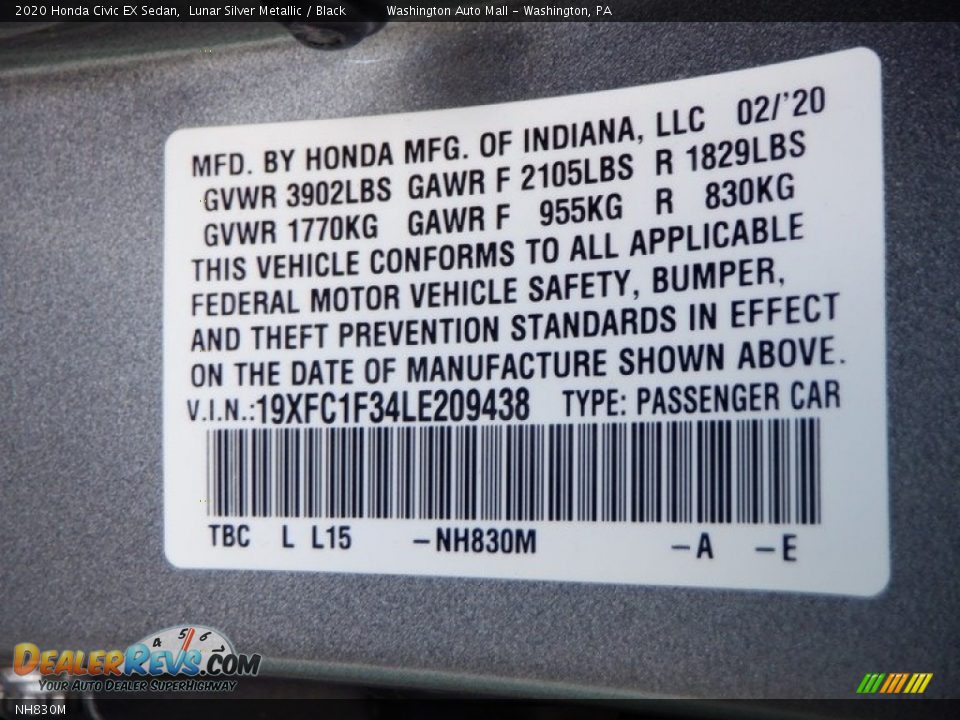 2020 Honda Civic EX Sedan,  Lunar Silver Metallic / Black    Washington Auto Mall - Washington, PA
MFD. BY HONDA MFG. OF INDIANA, LLC  02/'20
GVWR 3902LBS  GAWR F 2105LBS  R 1829LBS
GVWR 1770KG  GAWR F  955KG  R  830KG
THIS VEHICLE CONFORMS TO ALL APPLICABLE
FEDERAL MOTOR VEHICLE SAFETY, BUMPER,
AND THEFT PREVENTION STANDARDS IN EFFECT
ON THE DATE OF MANUFACTURE SHOWN ABOVE.
V.I.N.:19XFC1F34LE209438  TYPE: PASSENGER CAR
TBC  L  L15  -NH830M  -A  -E
4 5 6
DEALERREVS.COM
YOUR AUTO DEALER SUPERHIGHWAY
NH830M